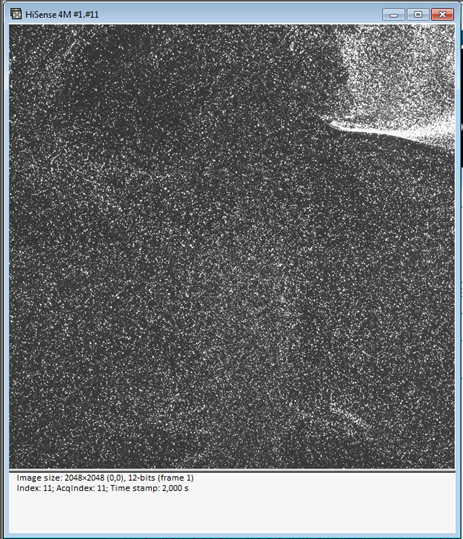 HiSense 4M #1.#11
Image size: 2048×2048 (0,0), 12-bits (frame 1)
Index: 11; AcqIndex: 11; Time stamp: 2,000 s